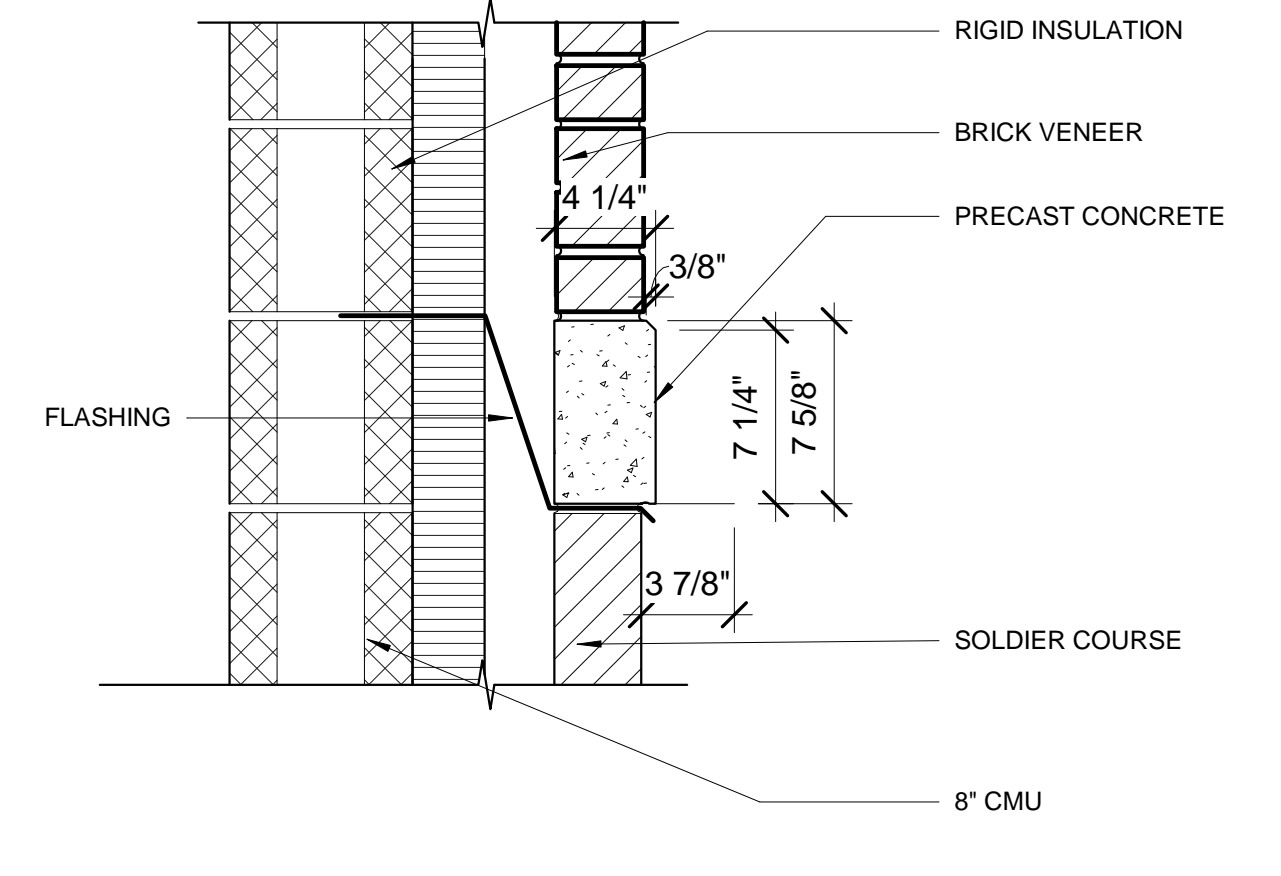 RIGID INSULATION
BRICK VENEER
4 1/4"
PRECAST CONCRETE
3/8"
7 1/4"
7 5/8"
FLASHING
3 7/8"
SOLDIER COURSE
8" CMU